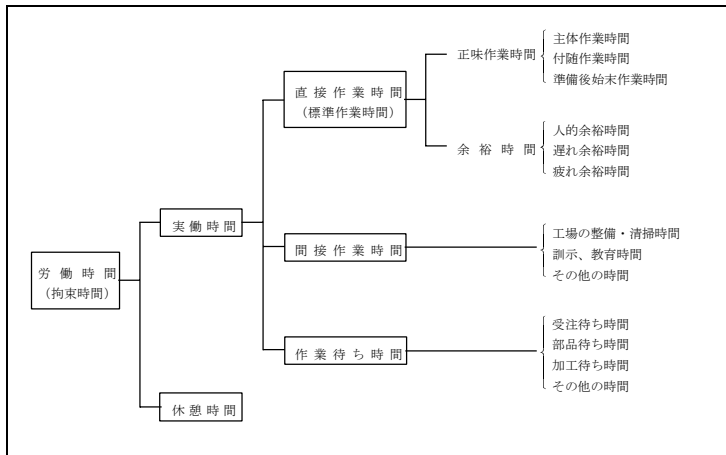 労働時間
（拘束時間）
実働時間
休憩時間
直接作業時間
（標準作業時間）
間接作業時間
作業待ち時間
正味作業時間
主体作業時間
付随作業時間
準備後始末作業時間
余裕時間
人的余裕時間
遅れ余裕時間
疲れ余裕時間
工場の整備・清掃時間
訓示、教育時間
その他の時間
受注待ち時間
部品待ち時間
加工待ち時間
その他の時間